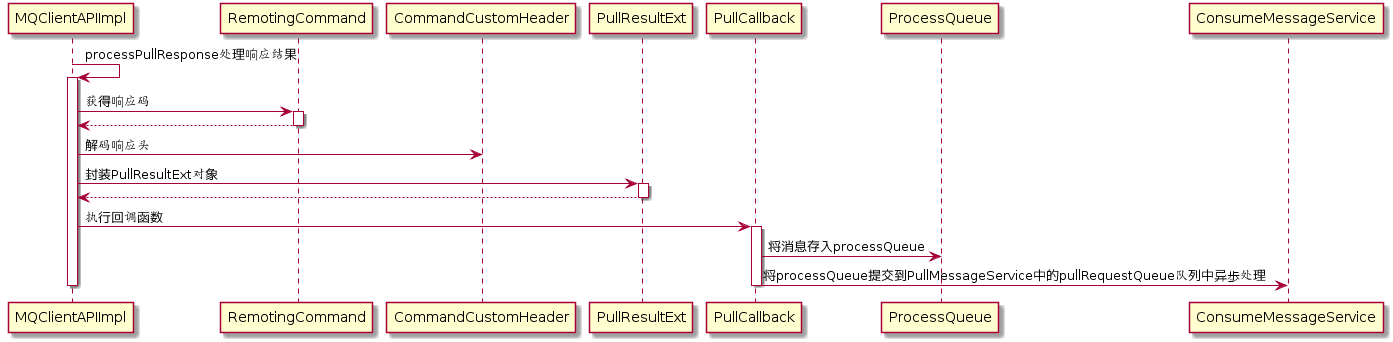 MQClientAPIImpl
RemotingCommand
CommandCustomHeader
PullResultExt
PullCallback
ProcessQueue
ConsumeMessageService
processPullResponse处理响应结果
获得响应码
解码响应头
封装PullResultExt对象
执行回调函数
将消息存入processQueue
将processQueue提交到PullMessageService中的pullRequestQueue队列中异步处理
MQClientAPIImpl
RemotingCommand
CommandCustomHeader
PullResultExt
PullCallback
ProcessQueue
ConsumeMessageService